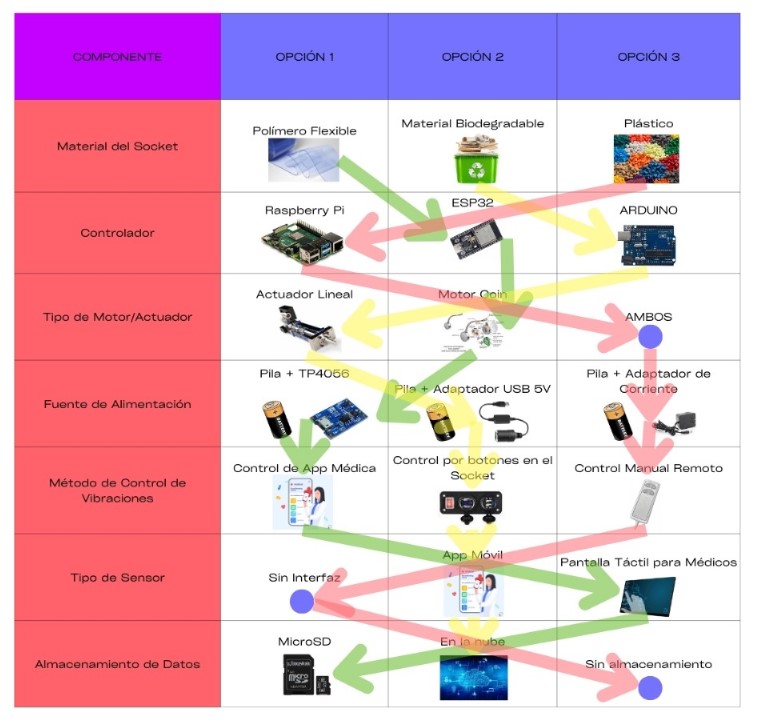 COMPONENTE OPCIÓN 1 OPCIÓN 2 OPCIÓN 3
Material del Socket
Polímero Flexible
Material Biodegradable
Plástico
Controlador
Raspberry Pi
ESP32
ARDUINO
Tipo de Motor/Actuador
Actuador Lineal
Motor Coin
AMBOS
Fuente de Alimentación
Pila + TP4056
Pila + Adaptador USB 5V
Pila + Adaptador de
Corriente
Método de Control de
Vibraciones
Control de App Médica
Control por botones en el
Socket
Control Manual Remoto
Tipo de Sensor
Sin Interfaz
App Móvil
Pantalla Táctil para Médicos
Almacenamiento de Datos
MicroSD
En la nube
Sin almacenamiento